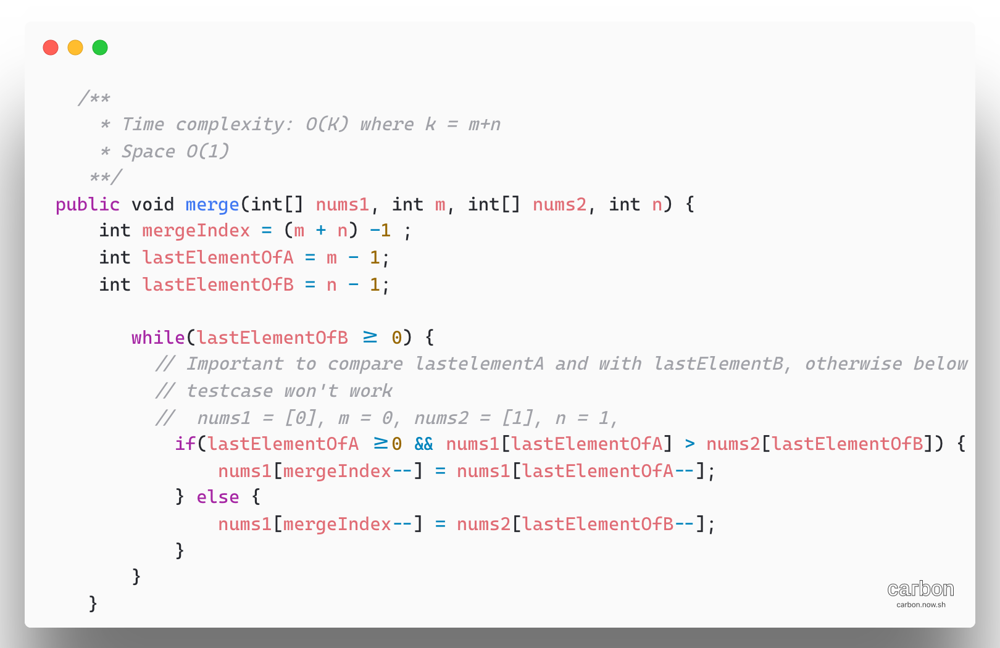 /**
* Time complexity: O(K) where k = m+n
* Space O(1)
**/
public void merge(int[] nums1, int m, int[] nums2, int n) {
int mergeIndex = (m + n) -1 ;
int lastElementOfA = m - 1;
int lastElementOfB = n - 1;
while(lastElementOfB ≥ 0) {
// Important to compare lastelementA and with lastElementB, otherwise below
// testcase won't work
//  nums1 = [0], m = 0, nums2 = [1], n = 1,
if(lastElementOfA ≥0 && nums1[lastElementOfA] > nums2[lastElementOfB]) {
nums1[mergeIndex--] = nums1[lastElementOfA--];
} else {
nums1[mergeIndex--] = nums2[lastElementOfB--];
}
}
}
carbon
carbon.now.sh